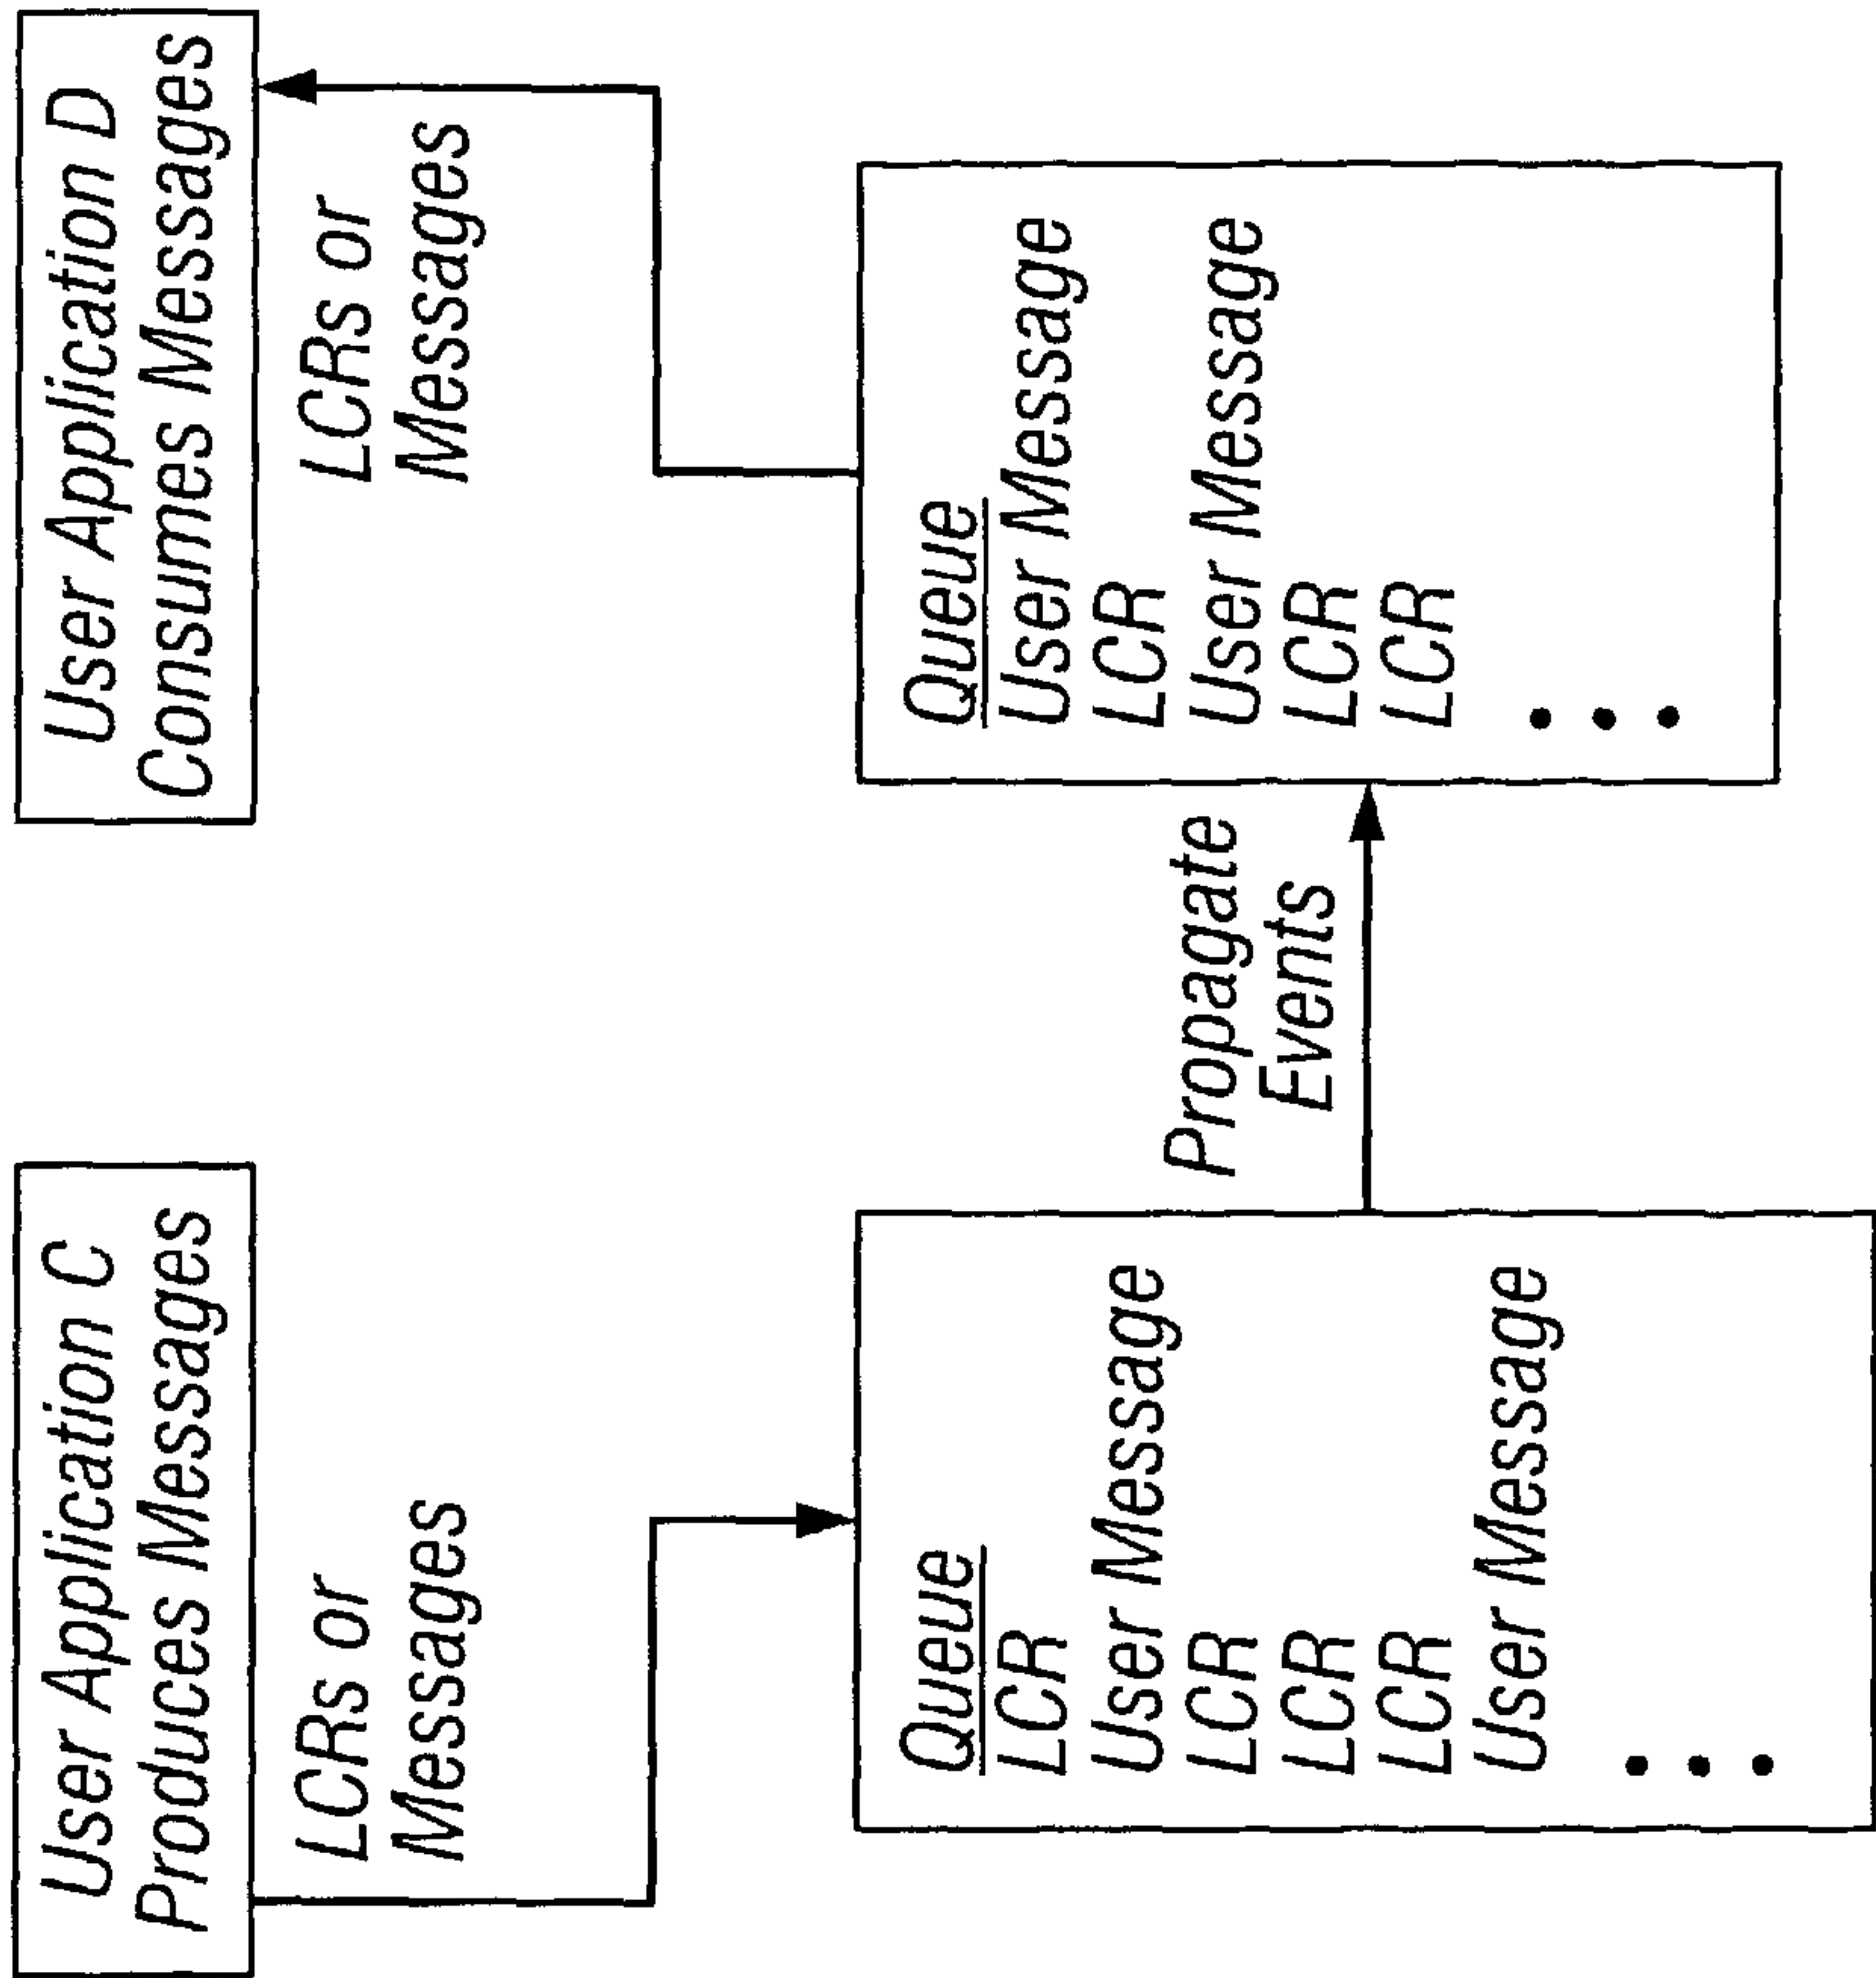 User Application C
Produces Messages
LCRs or
Messages
Queue
LCR
User Message
LCR
LCR
LCR
User Message
Propagate
Events
User Application D
Consumes Messages
LCRs or
Messages
Queue
User Message
LCR
User Message
LCR
LCR